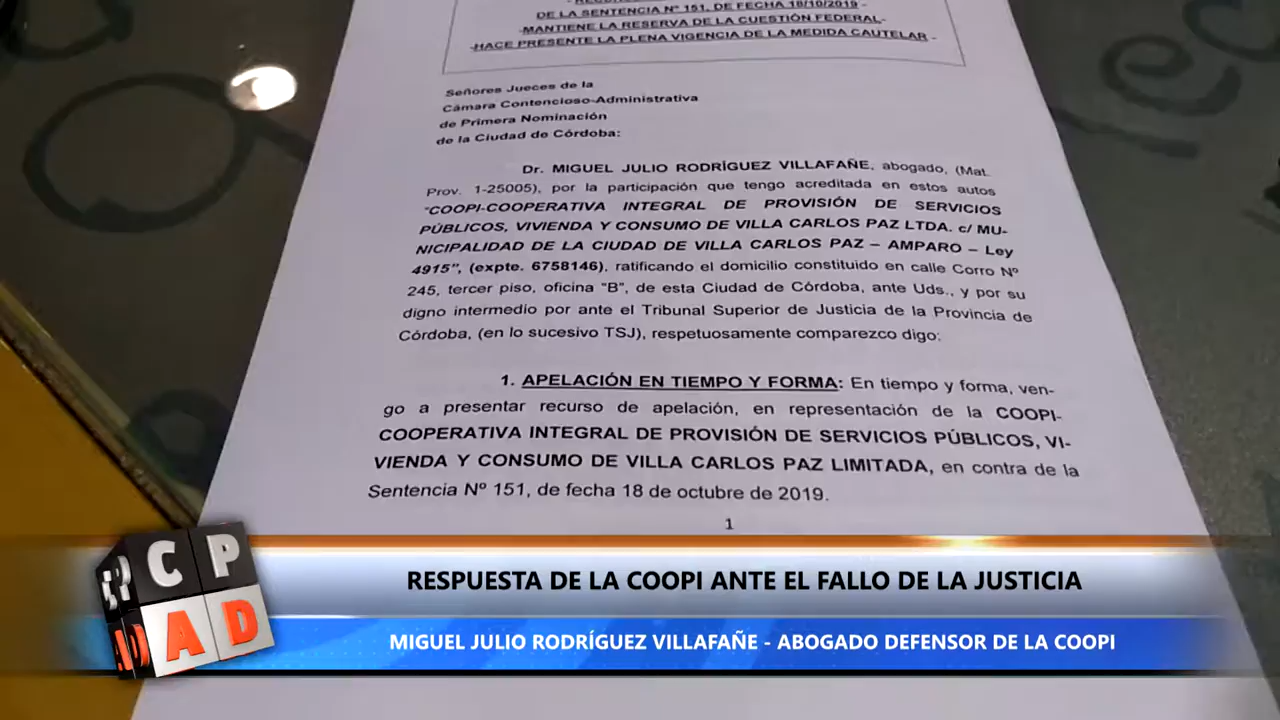 DE LA SENTENCIA Nº 151, DE FECHA 18/10/2019 -
-MANTIENE LA RESERVA DE LA CUESTIÓN FEDERAL-
-HACE PRESENTE LA PLENA VIGENCIA DE LA MEDIDA CAUTELAR -
Señores Jueces de la
Cámara Contencioso-Administrativa
de Primera Nominación
de la Ciudad de Córdoba:
Dr. MIGUEL JULIO RODRÍGUEZ VILLAFAÑE, abogado, (Mat.
Prov. 1-25005), por la participación que tengo acreditada en estos autos
"COOPI-COOPERATIVA INTEGRAL DE PROVISIÓN DE SERVICIOS
PÚBLICOS, VIVIENDA Y CONSUMO DE VILLA CARLOS PAZ LTDA. c/ MU-
NICIPALIDAD DE LA CIUDAD DE VILLA CARLOS PAZ – AMPARO – Ley
4915", (expte. 6758146), ratificando el domicilio constituido en calle Corro Nº
245, tercer piso, oficina "B", de esta Ciudad de Córdoba, ante Uds., y por su
digno intermedio por ante el Tribunal Superior de Justicia de la Provincia de
Córdoba, (en lo sucesivo TSJ), respetuosamente comparezco digo:
1. APELACIÓN EN TIEMPO Y FORMA: En tiempo y forma, ven-
go a presentar recurso de apelación, en representación de la COOPI-
COOPERATIVA INTEGRAL DE PROVISIÓN DE SERVICIOS PÚBLICOS, VI-
VIENDA Y CONSUMO DE VILLA CARLOS PAZ LIMITADA, en contra de la
Sentencia Nº 151, de fecha 18 de octubre de 2019.
1
CP
AD
RESPUESTA DE LA COOPI ANTE EL FALLO DE LA JUSTICIA
MIGUEL JULIO RODRÍGUEZ VILLAFAÑE - ABOGADO DEFENSOR DE LA COOPI